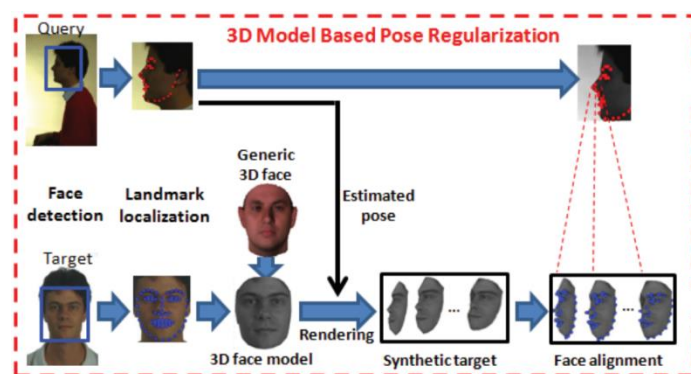 Query
3D Model Based Pose Regularization
Generic
3D face
Face
detection
Landmark
localization
Estimated
pose
Target
Rendering
...
...
3D face model
Synthetic target
Face alignment